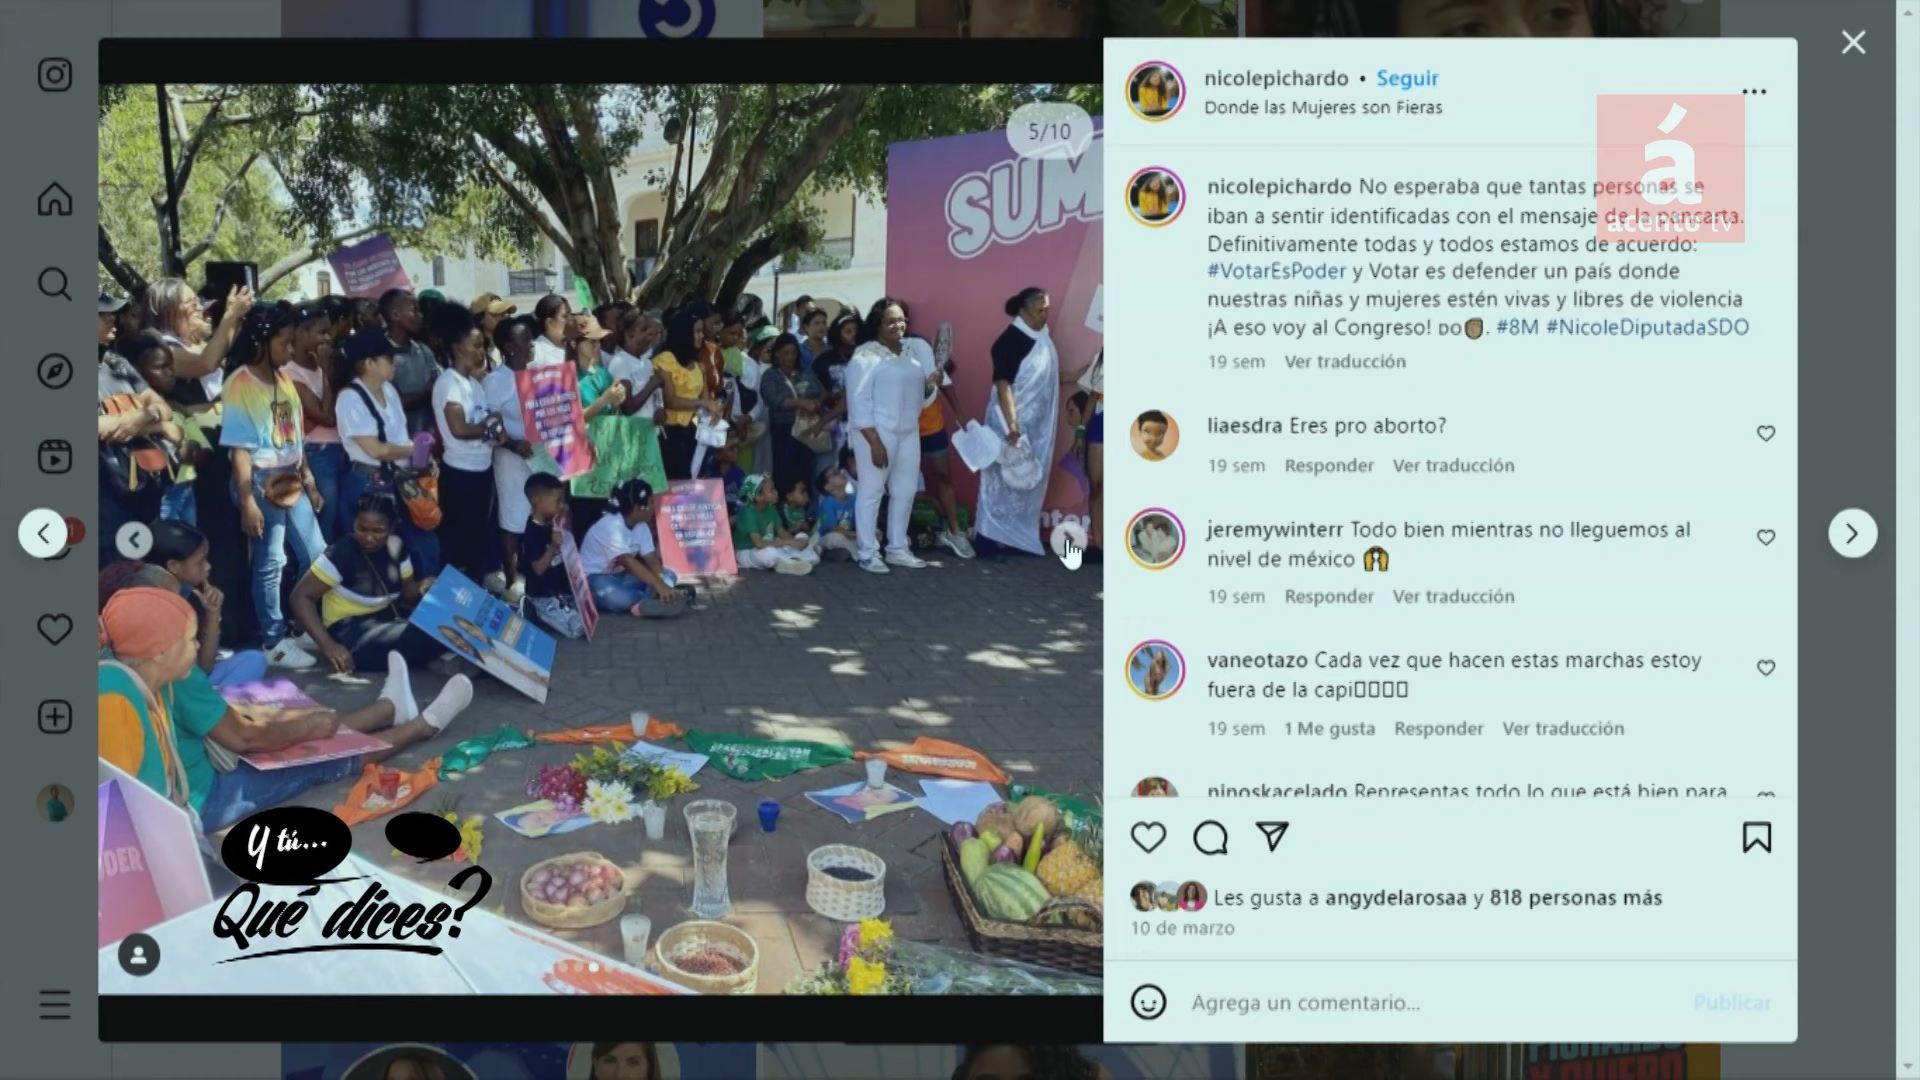 nicolepichardo • Seguir
Donde las Mujeres son Fieras
5/10
SUM
á
acento tv
nicolepichardo No esperaba que tantas personas se
iban a sentir identificadas con el mensaje de la pancarta.
Definitivamente todas y todos estamos de acuerdo:
#VotarEsPoder y Votar es defender un país donde
nuestras niñas y mujeres estén vivas y libres de violencia
¡A eso voy al Congreso! DO✊🏽. #8M #NicoleDiputadaSDO
19 sem Ver traducción
liaesdra Eres pro aborto?
19 sem Responder Ver traducción
jeremywinterr Todo bien mientras no lleguemos al
nivel de méxico 🙌
19 sem Responder Ver traducción
vaneotazo Cada vez que hacen estas marchas estoy
fuera de la capi
19 sem 1 Me gusta Responder Ver traducción
ninoskacelado Representas todo lo que está bien para
Les gusta a angydelarosaa y 818 personas más
10 de marzo
Agrega un comentario...
Publicar
Y tú...
Qué dices?